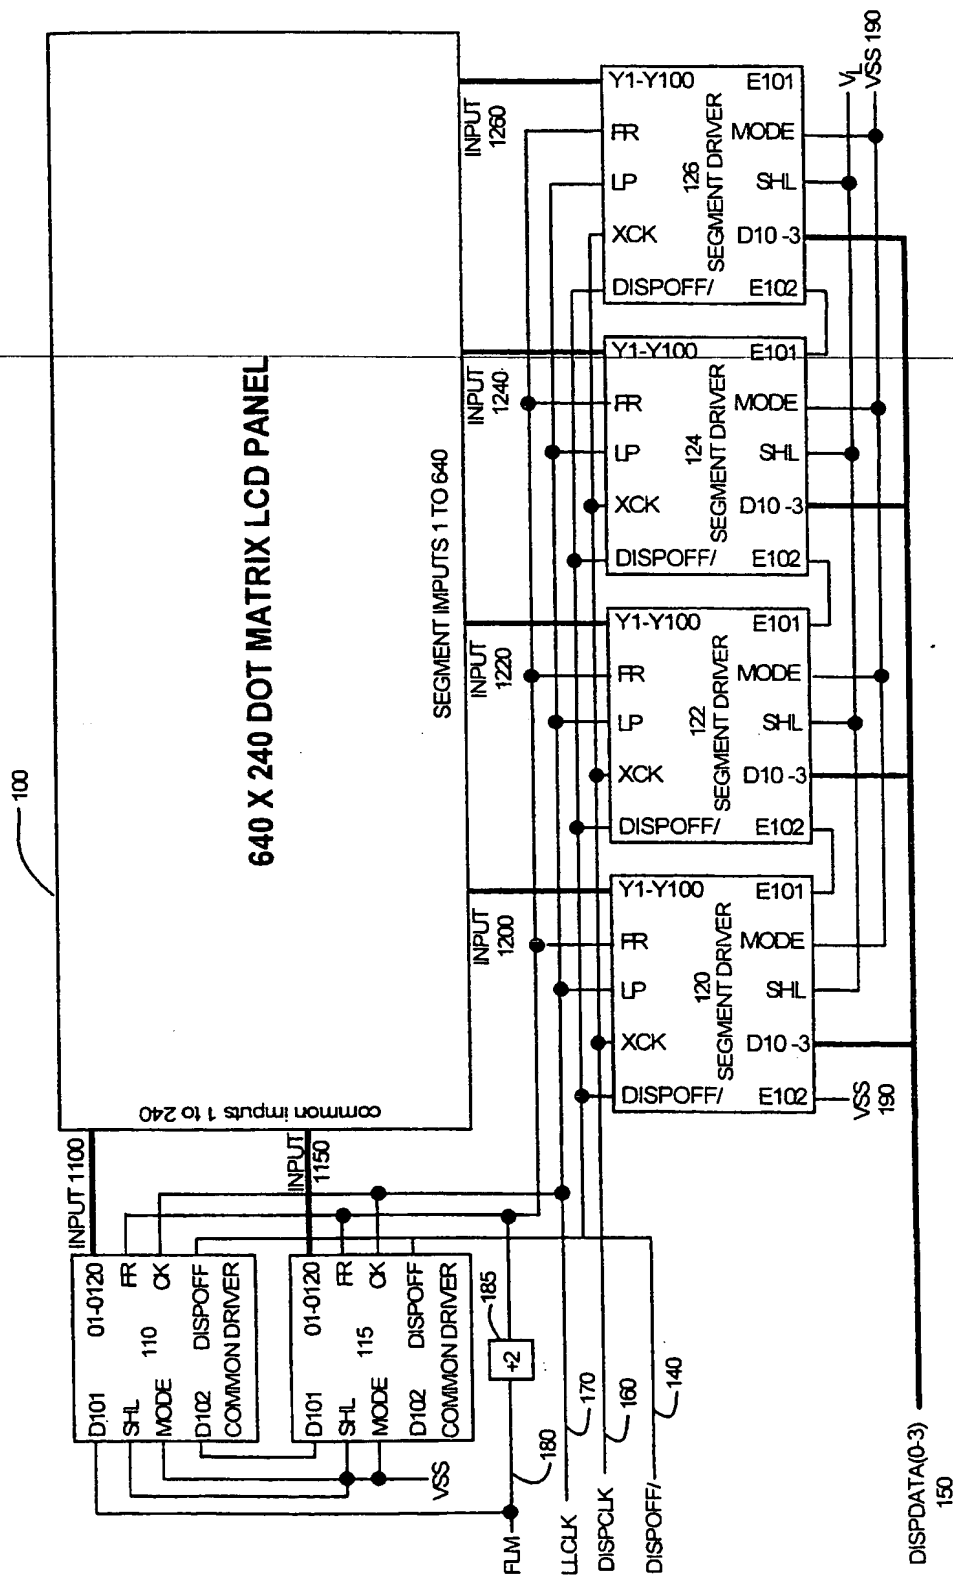 100
640 X 240 DOT MATRIX LCD PANEL
common imputs 1 to 240
SEGMENT IMPUTS 1 TO 640
INPUT 1100
INPUT
1150
INPUT
1200
INPUT
1220
INPUT
1240
INPUT
1260
D101
SHL
MODE
D102
01-0120
FR
CK
DISPOFF
110
COMMON DRIVER
D101
SHL
MODE
D102
01-0120
FR
CK
DISPOFF
115
COMMON DRIVER
VSS
185
+2
180
FLM
LLCLK
170
DISPCLK
160
DISPOFF/
140
DISPOFF/
XCK
LP
FR
Y1-Y100
120
SEGMENT DRIVER
E102
D10 -3
SHL
MODE
E101
VSS
190
DISPOFF/
XCK
LP
FR
Y1-Y100
122
SEGMENT DRIVER
E102
D10 -3
SHL
MODE
E101
DISPOFF/
XCK
LP
FR
Y1-Y100
124
SEGMENT DRIVER
E102
D10 -3
SHL
MODE
E101
DISPOFF/
XCK
LP
FR
Y1-Y100
126
SEGMENT DRIVER
E102
D10 -3
SHL
MODE
E101
VL
VSS 190
DISPDATA(0-3)
150